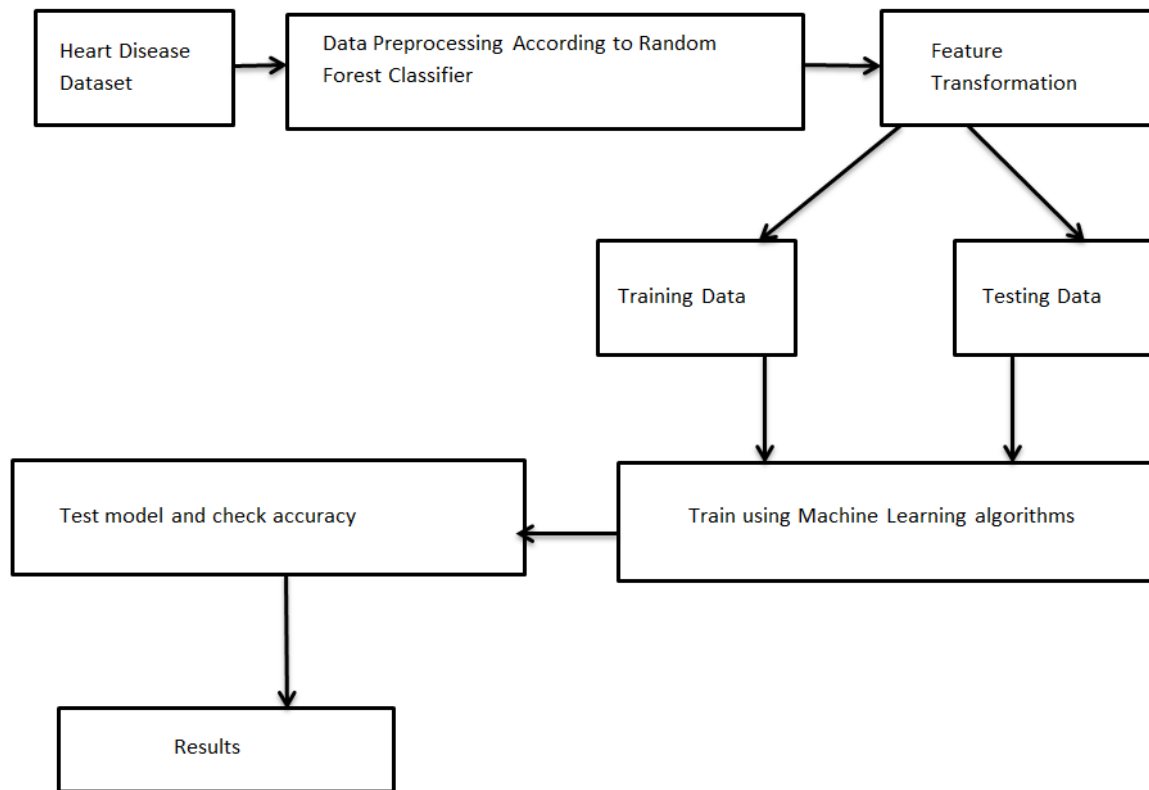 Heart Disease
Dataset
Data Preprocessing According to Random
Forest Classifier
Feature
Transformation
Training Data
Testing Data
Test model and check accuracy
Train using Machine Learning algorithms
Results